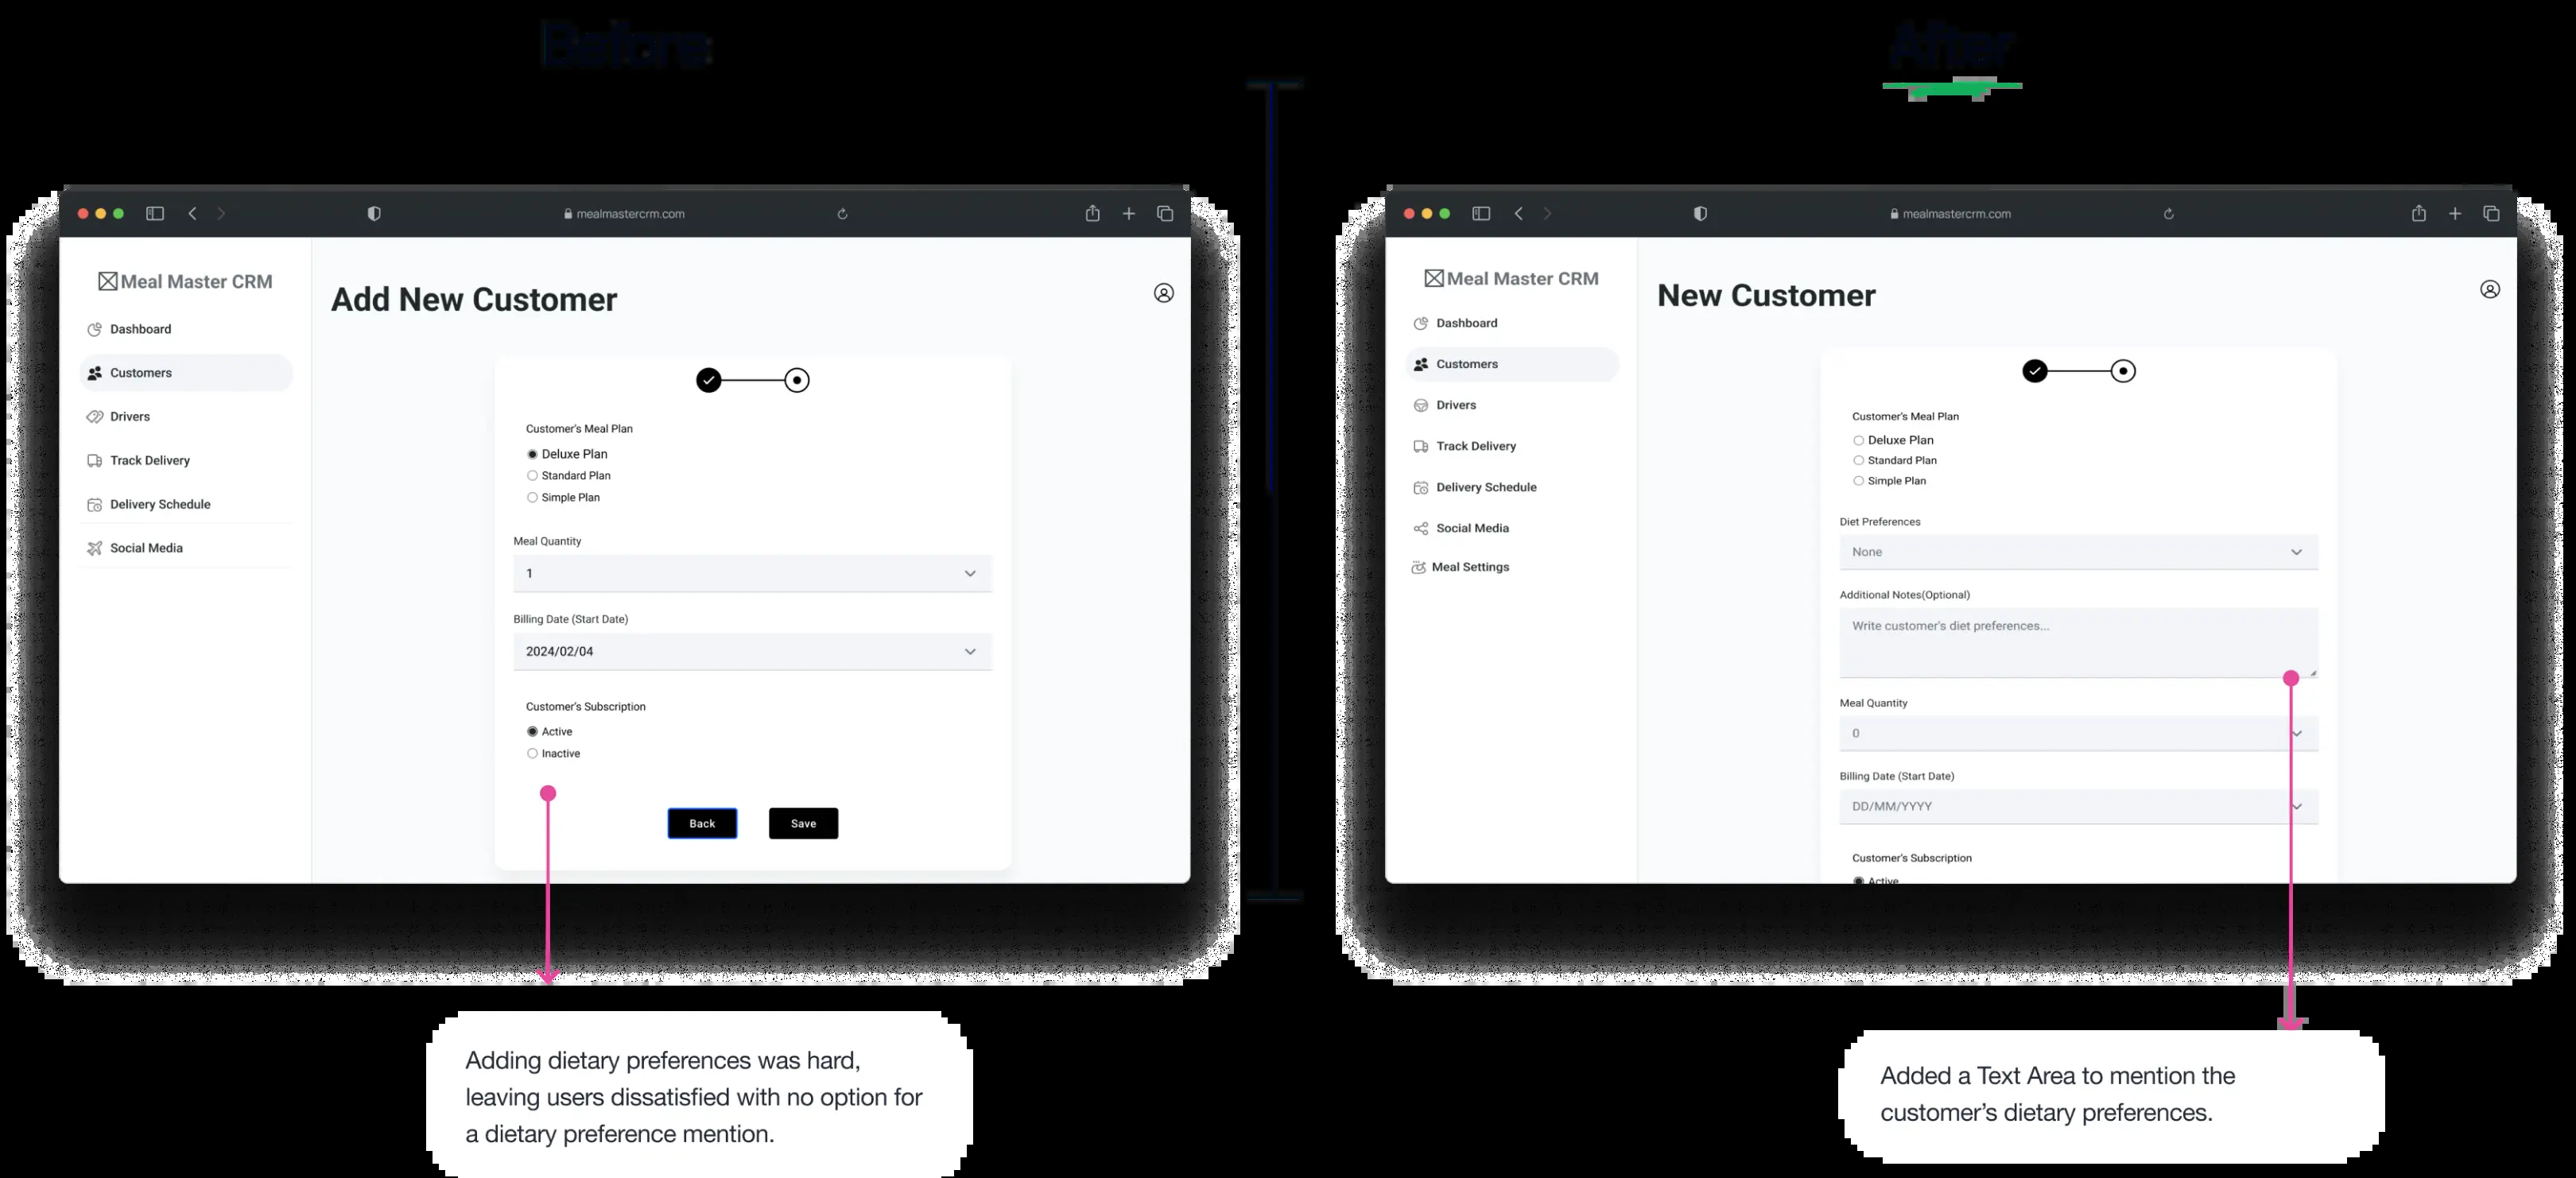 Before
After
mealmastercrm.com
Meal Master CRM
Dashboard
Customers
Drivers
Track Delivery
Delivery Schedule
Social Media
Add New Customer
Customer's Meal Plan
Deluxe Plan
Standard Plan
Simple Plan
Meal Quantity
1
Billing Date (Start Date)
2024/02/04
Customer's Subscription
Active
Inactive
Back
Save
Adding dietary preferences was hard,
leaving users dissatisfied with no option for
a dietary preference mention.
mealmastercrm.com
Meal Master CRM
Dashboard
Customers
Drivers
Track Delivery
Delivery Schedule
Social Media
Meal Settings
New Customer
Customer's Meal Plan
Deluxe Plan
Standard Plan
Simple Plan
Diet Preferences
None
Additional Notes(Optional)
Write customer's diet preferences...
Meal Quantity
0
Billing Date (Start Date)
DD/MM/YYYY
Customer's Subscription
Active
Added a Text Area to mention the
customer's dietary preferences.